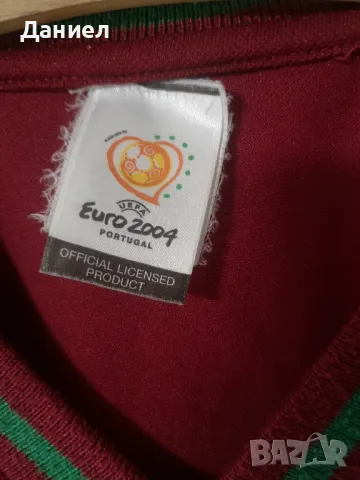 Даниел
UEFA
EURO2004
PORTUGAL
OFFICIAL LICENSED
PRODUCT
BAZAR